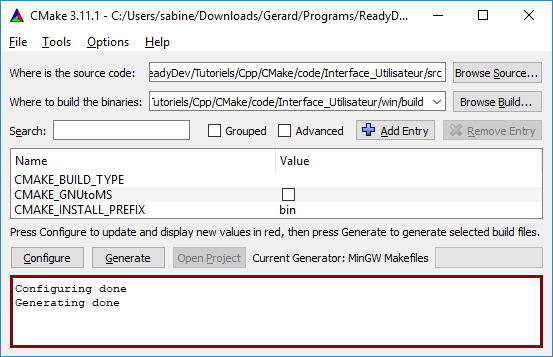 CMake 3.11.1 - C:/Users/sabine/Downloads/Gerard/Programs/ReadyD...
File Tools Options Help
Where is the source code: ReadyDev/Tutoriels/Cpp/CMake/code/Interface_Utilisateur/src Browse Source...
Where to build the binaries: Tutoriels/Cpp/CMake/code/Interface_Utilisateur/win/build Browse Build...
Search: Grouped Advanced Add Entry Remove Entry
Name Value
CMAKE_BUILD_TYPE
CMAKE_GNUtoMS
CMAKE_INSTALL_PREFIX bin
Press Configure to update and display new values in red, then press Generate to generate selected build files.
Configure Generate Open Project Current Generator: MinGW Makefiles
Configuring done
Generating done